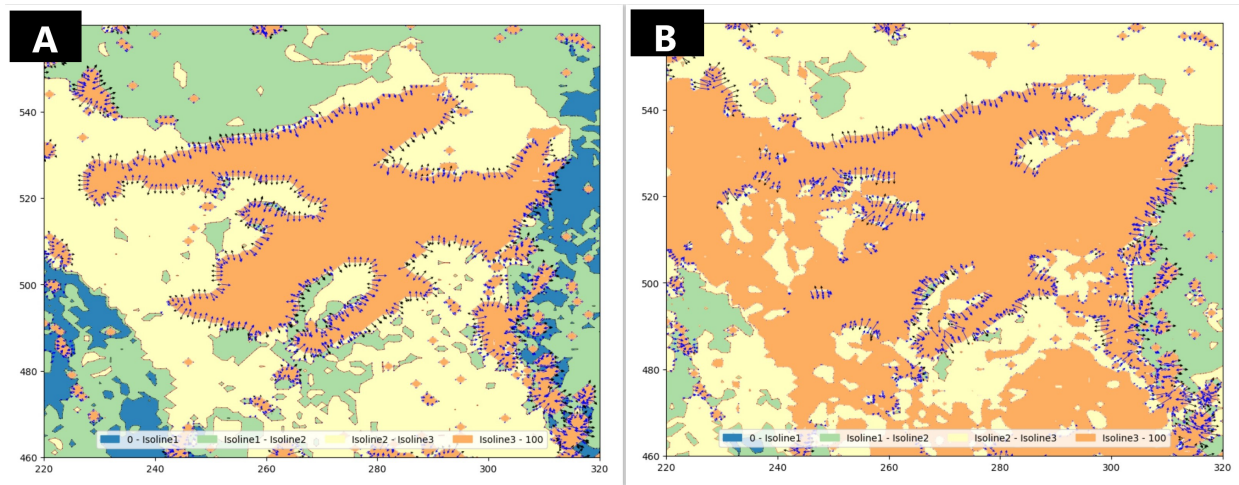 A
B
540
520
500
480
460
220
240
260
280
300
320
0 - Isoline1
Isoline1 - Isoline2
Isoline2 - Isoline3
Isoline3 - 100
540
520
500
480
460
220
240
260
280
300
320
0 - Isoline1
Isoline1 - Isoline2
Isoline2 - Isoline3
Isoline3 - 100